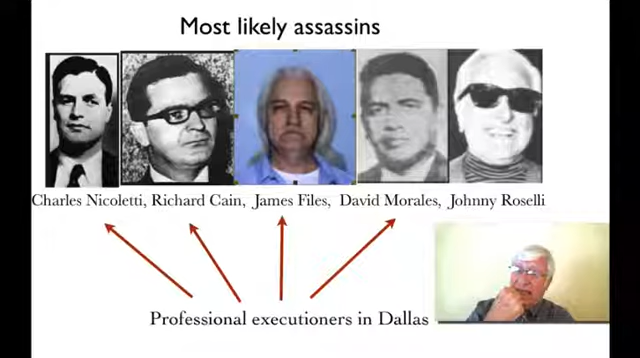 Most likely assassins
Charles Nicoletti, Richard Cain, James Files, David Morales, Johnny Roselli
Professional executioners in Dallas